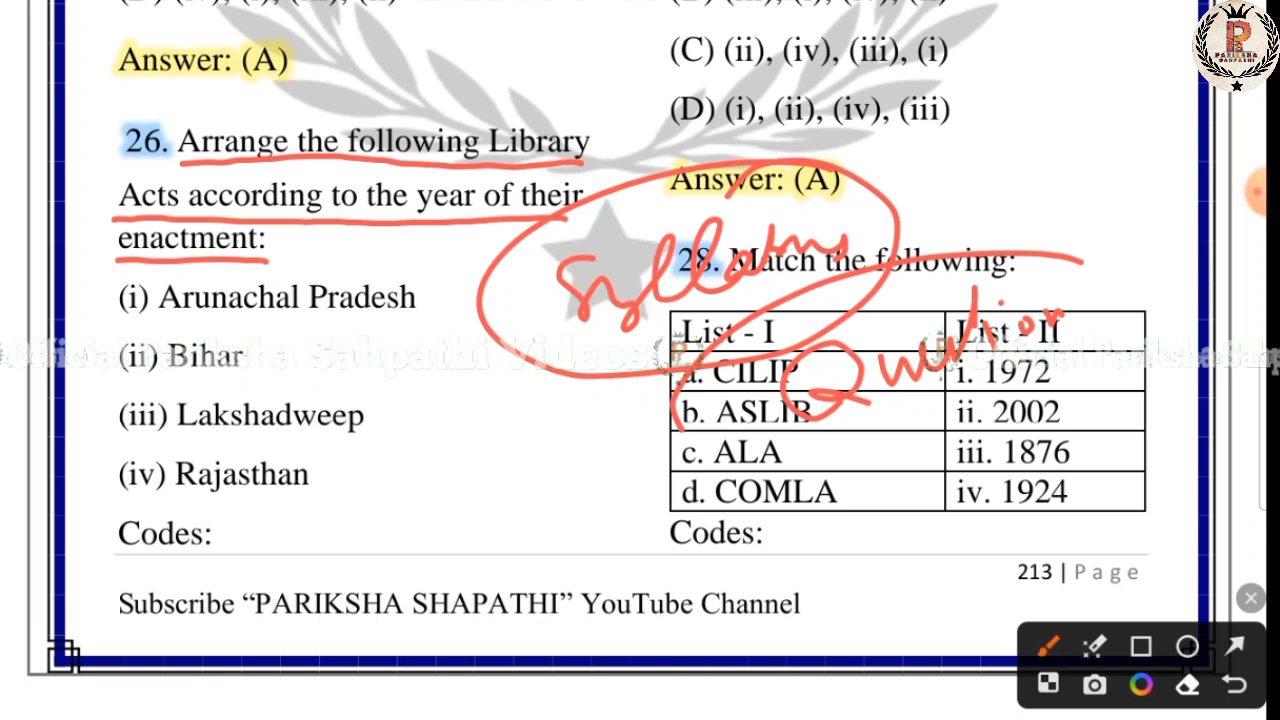 Answer: (A)
26. Arrange the following Library
Acts according to the year of their
enactment:
(i) Arunachal Pradesh
(ii) Bihar
(iii) Lakshadweep
(iv) Rajasthan
Codes:
(C) (ii), (iv), (iii), (i)
(D) (i), (ii), (iv), (iii)
Answer: (A)
Syllabus
28. Match the following:
Question
List - I List - II
a. CILIP i. 1972
b. ASLIB ii. 2002
c. ALA iii. 1876
d. COMLA iv. 1924
Codes:
213 | Page
Subscribe “PARIKSHA SHAPATHI” YouTube Channel